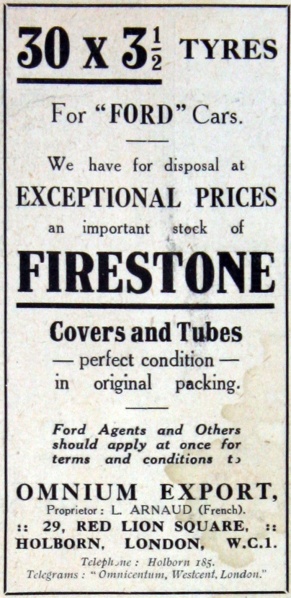 30 x 3½ TYRES
For "FORD" Cars.
We have for disposal at
EXCEPTIONAL PRICES
an important stock of
FIRESTONE
Covers and Tubes
— perfect condition —
in original packing.
Ford Agents and Others
should apply at once for
terms and conditions to
OMNIUM EXPORT,
Proprietor: L. ARNAUD (French).
:: 29, RED LION SQUARE, ::
HOLBORN, LONDON, W.C.1.
Telephone: Holborn 185.
Telegrams: "Omnicentum, Westcent, London."